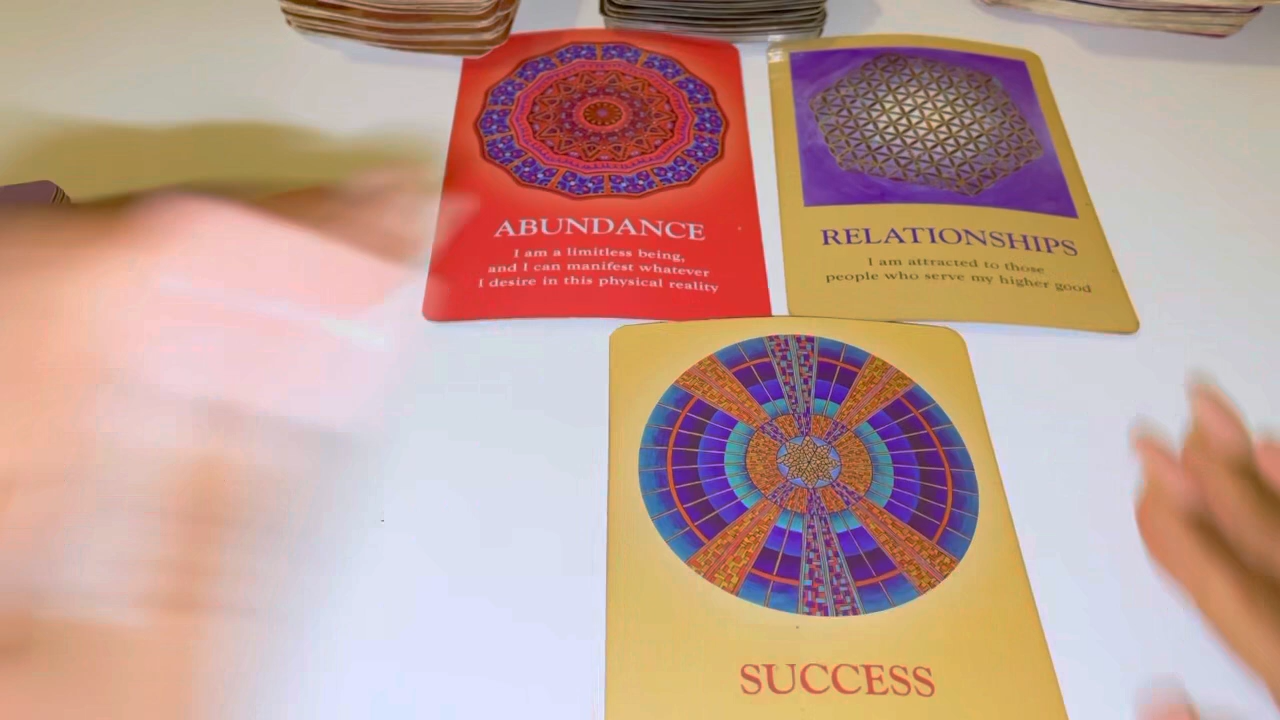 ABUNDANCE
I am a limitless being,
and I can manifest whatever
I desire in this physical reality
RELATIONSHIPS
I am attracted to those
people who serve my higher good
SUCCESS